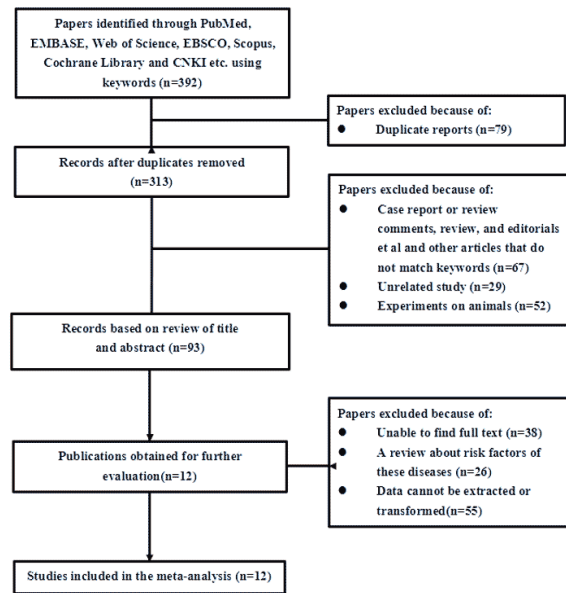 Papers identified through PubMed,
EMBASE, Web of Science, EBSCO, Scopus,
Cochrane Library and CNKI etc. using
keywords (n=392)
Papers excluded because of:
● Duplicate reports (n=79)
Records after duplicates removed
(n=313)
Papers excluded because of:
● Case report or review
comments, review, and editorials
et al and other articles that do
not match keywords (n=67)
● Unrelated study (n=29)
● Experiments on animals (n=52)
Records based on review of title
and abstract (n=93)
Papers excluded because of:
● Unable to find full text (n=38)
● A review about risk factors of
these diseases (n=26)
● Data cannot be extracted or
transformed(n=55)
Publications obtained for further
evaluation(n=12)
Studies included in the meta-analysis (n=12)